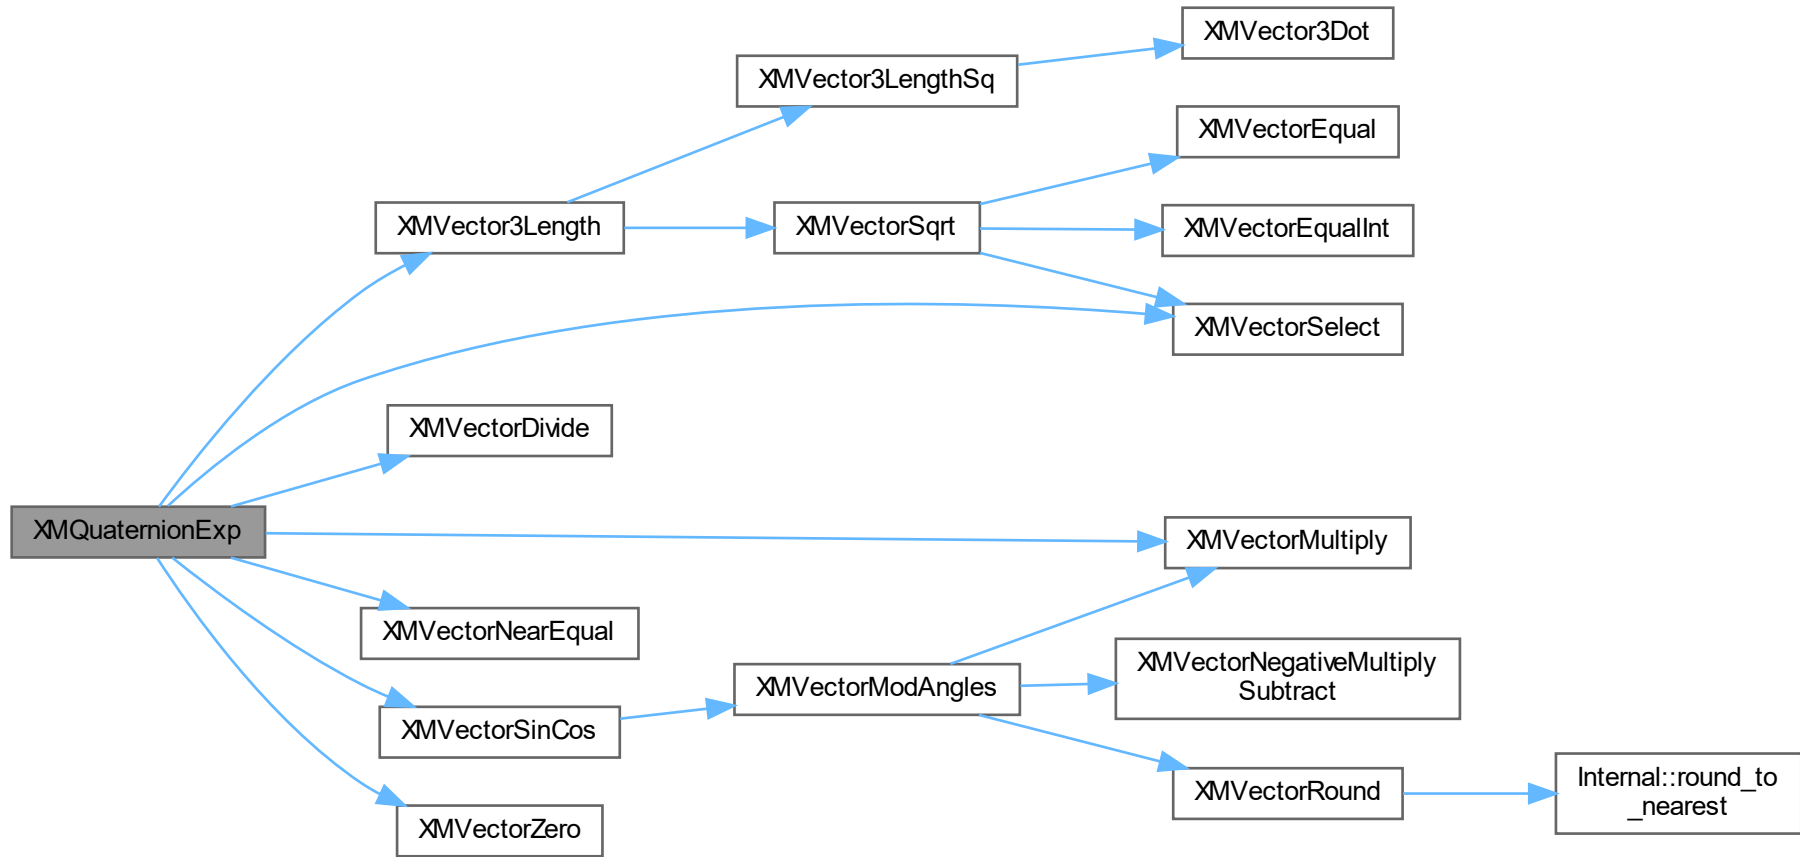 XMVector3Dot
XMVector3LengthSq
XMVectorEqual
XMVector3Length
XMVectorSqrt
XMVectorEqualInt
XMVectorSelect
XMVectorDivide
XMQuaternionExp
XMVectorMultiply
XMVectorNearEqual
XMVectorNegativeMultiply
Subtract
XMVectorModAngles
XMVectorSinCos
XMVectorRound
Internal::round_to
_nearest
XMVectorZero